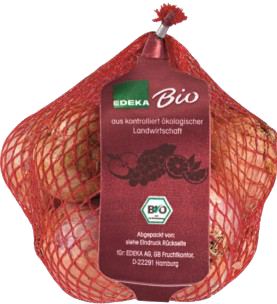 EDEKA Bio
aus kontrolliert ökologischer
Landwirtschaft
BIO
Abgepackt von:
siehe Eindruck Rückseite
für: EDEKA AG, GB Fruchtkontor,
D-22291 Hamburg